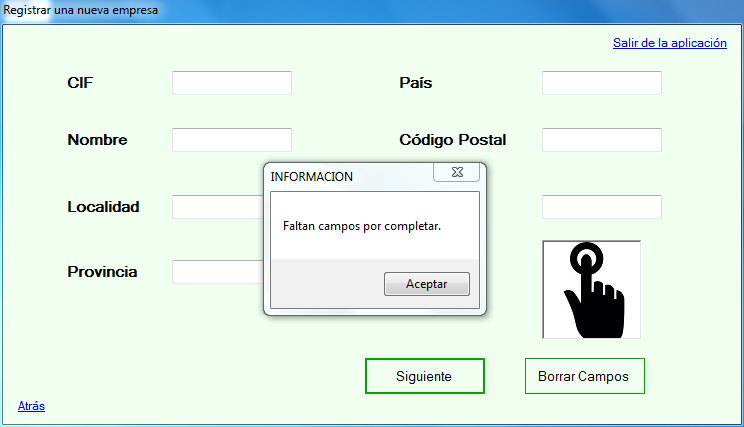 Registrar una nueva empresa
Salir de la aplicación
CIF
País
Nombre
Código Postal
INFORMACION
Faltan campos por completar.
Aceptar
Localidad
Provincia
Siguiente
Borrar Campos
Atrás